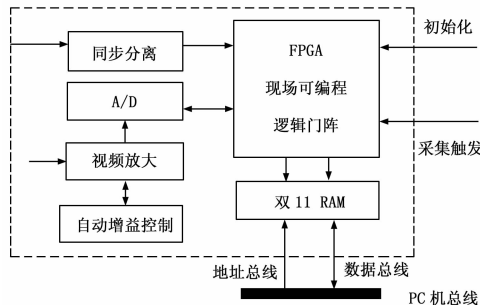 初始化
同步分离
FPGA
现场可编程
逻辑门阵
A/D
采集触发
视频放大
双11 RAM
自动增益控制
地址总线
数据总线
PC 机总线